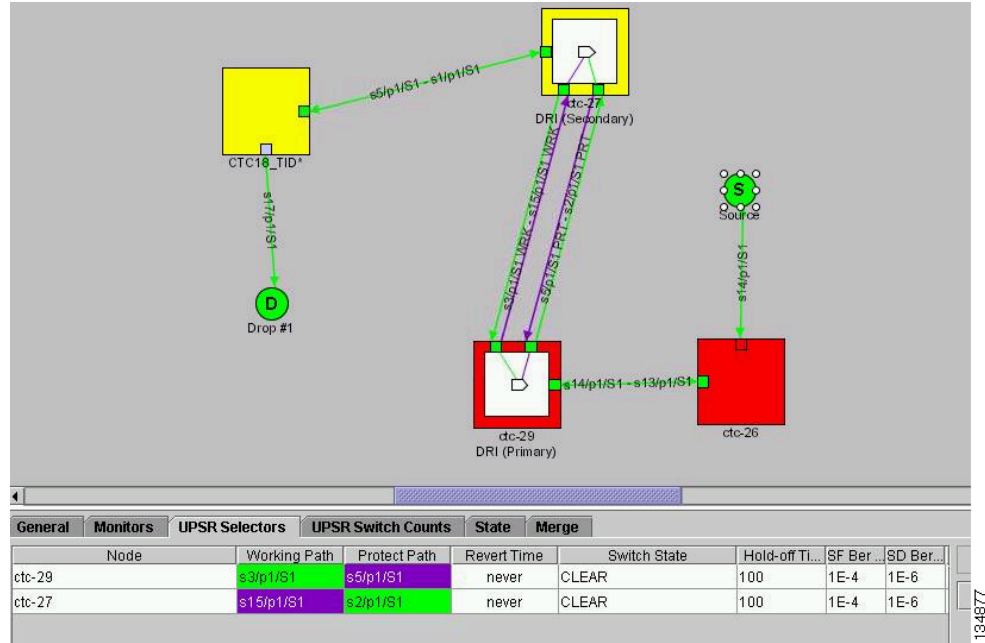 s5/p1/S1 - s1/p1/S1
ctc-27
DRI (Secondary)
CTC18_TID*
s17/p1/S1
D
Drop #1
s3/p1/S1 WRK - s15/p1/S1 WRK
s5/p1/S1 PRT - s2/p1/S1 PRT
S
Source
s14/p1/S1
s14/p1/S1 - s13/p1/S1
ctc-29
DRI (Primary)
ctc-26
General Monitors UPSR Selectors UPSR Switch Counts State Merge
Node Working Path Protect Path Revert Time Switch State Hold-off Ti... SF Ber ... SD Ber...
ctc-29 s3/p1/S1 s5/p1/S1 never CLEAR 100 1E-4 1E-6
ctc-27 s15/p1/S1 s2/p1/S1 never CLEAR 100 1E-4 1E-6
134877